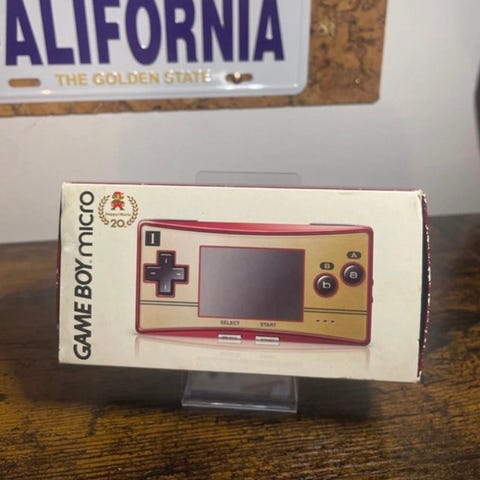 ALIFORNIA
THE GOLDEN STATE
GAME BOY micro
20
I
B
A
b
a
SELECT
START